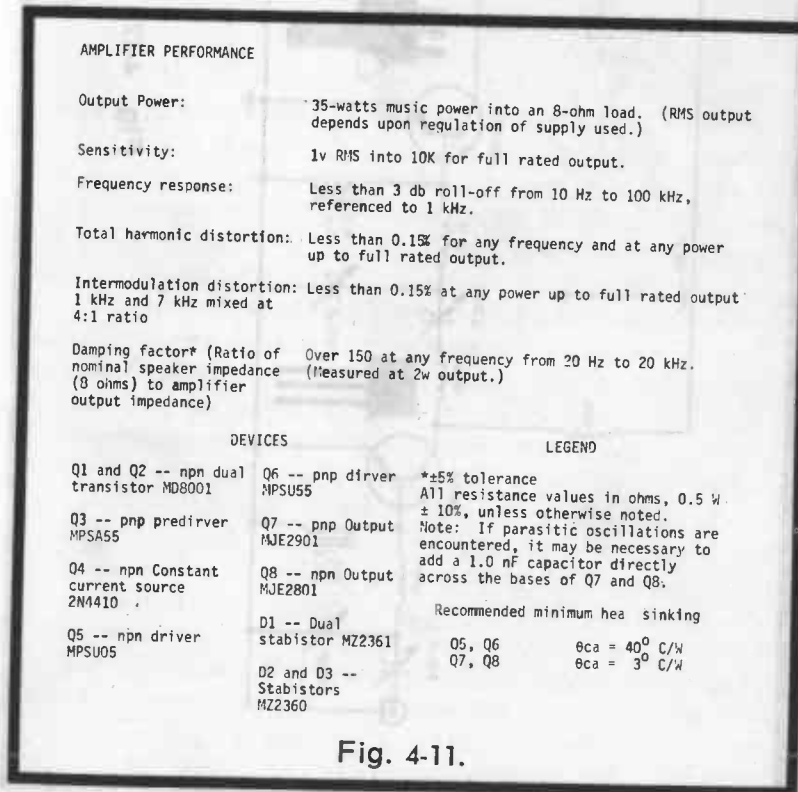 AMPLIFIER PERFORMANCE
Output Power: 35-watts music power into an 8-ohm load. (RMS output
depends upon regulation of supply used.)
Sensitivity: 1v RMS into 10K for full rated output.
Frequency response: Less than 3 db roll-off from 10 Hz to 100 kHz,
referenced to 1 kHz.
Total harmonic distortion: Less than 0.15% for any frequency and at any power
up to full rated output.
Intermodulation distortion: Less than 0.15% at any power up to full rated output
1 kHz and 7 kHz mixed at
4:1 ratio
Damping factor* (Ratio of Over 150 at any frequency from 20 Hz to 20 kHz.
nominal speaker impedance (Measured at 2w output.)
(8 ohms) to amplifier
output impedance)
DEVICES
Q1 and Q2 -- npn dual
transistor MD8001
Q3 -- pnp predirver
MPSA55
Q4 -- npn Constant
current source
2N4410
Q5 -- npn driver
MPSU05
Q6 -- pnp dirver
MPSU55
Q7 -- pnp Output
MJE2901
Q8 -- npn Output
MJE2801
D1 -- Dual
stabistor MZ2361
D2 and D3 --
Stabistors
MZ2360
LEGEND
*±5% tolerance
All resistance values in ohms, 0.5 W
± 10%, unless otherwise noted.
Note: If parasitic oscillations are
encountered, it may be necessary to
add a 1.0 nF capacitor directly
across the bases of Q7 and Q8.
Recommended minimum hea sinking
Q5, Q6 θca = 40° C/W
Q7, Q8 θca = 3° C/W
Fig. 4-11.